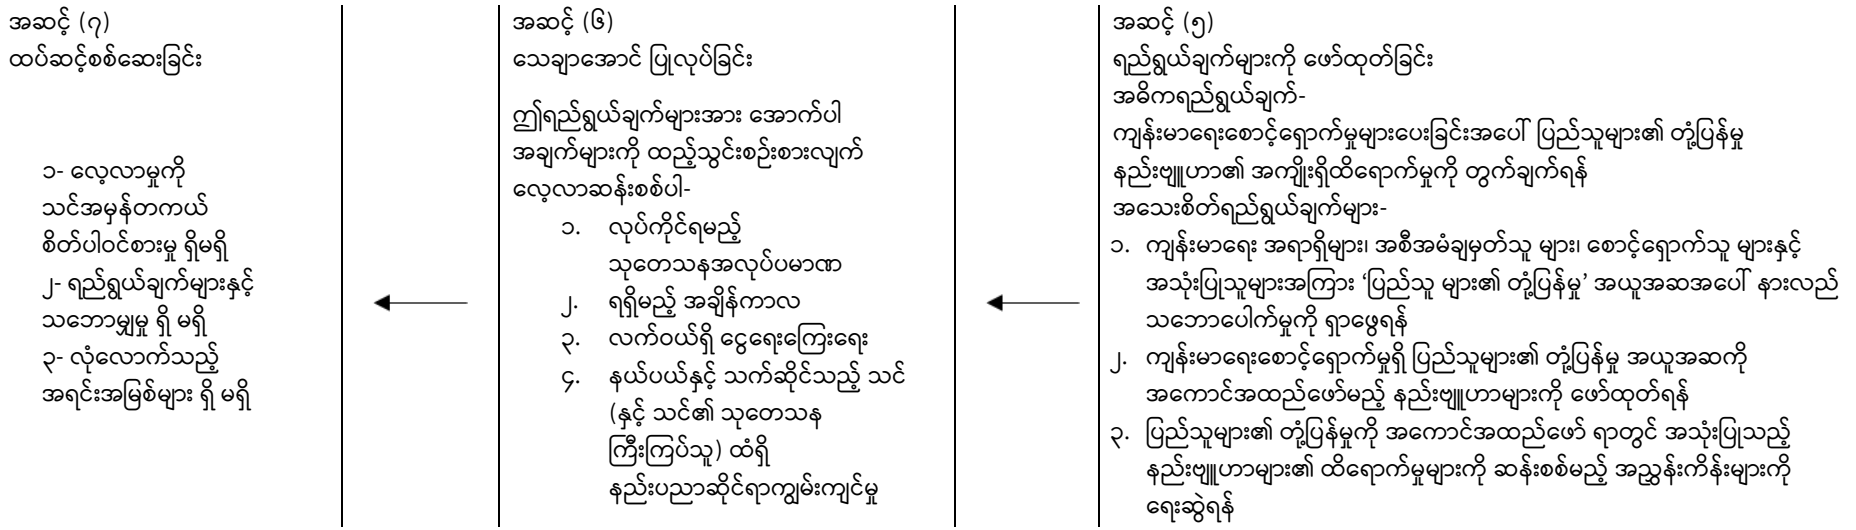 အဆင့် (၇)
ထပ်ဆင့်စစ်ဆေးခြင်း
၁- လေ့လာမှုကို
သင်အမှန်တကယ်
စိတ်ပါဝင်စားမှု ရှိမရှိ
၂- ရည်ရွယ်ချက်များနှင့်
သဘောမျှမှု ရှိ မရှိ
၃- လုံလောက်သည့်
အရင်းအမြစ်များ ရှိ မရှိ
အဆင့် (၆)
သေချာအောင် ပြုလုပ်ခြင်း
ဤရည်ရွယ်ချက်များအား အောက်ပါ
အချက်များကို ထည့်သွင်းစဉ်းစားလျက်
လေ့လာဆန်းစစ်ပါ-
၁. လုပ်ကိုင်ရမည့်
သုတေသနအလုပ်ပမာဏ
၂. ရရှိမည့် အချိန်ကာလ
၃. လက်ဝယ်ရှိ ငွေရေးကြေးရေး
၄. နယ်ပယ်နှင့် သက်ဆိုင်သည့် သင်
(နှင့် သင်၏ သုတေသန
ကြီးကြပ်သူ) ထံရှိ
နည်းပညာဆိုင်ရာကျွမ်းကျင်မှု
အဆင့် (၅)
ရည်ရွယ်ချက်များကို ဖော်ထုတ်ခြင်း
အဓိကရည်ရွယ်ချက်-
ကျန်းမာရေးစောင့်ရှောက်မှုများပေးခြင်းအပေါ် ပြည်သူများ၏ တုံ့ပြန်မှု
နည်းဗျူဟာ၏ အကျိုးရှိထိရောက်မှုကို တွက်ချက်ရန်
အသေးစိတ်ရည်ရွယ်ချက်များ-
၁. ကျန်းမာရေး အရာရှိများ၊ အစီအမံချမှတ်သူ များ၊ စောင့်ရှောက်သူ များနှင့်
အသုံးပြုသူများအကြား ‘ပြည်သူ များ၏ တုံ့ပြန်မှု’ အယူအဆအပေါ် နားလည်
သဘောပေါက်မှုကို ရှာဖွေရန်
၂. ကျန်းမာရေးစောင့်ရှောက်မှုရှိ ပြည်သူများ၏ တုံ့ပြန်မှု အယူအဆကို
အကောင်အထည်ဖော်မည့် နည်းဗျူဟာများကို ဖော်ထုတ်ရန်
၃. ပြည်သူများ၏ တုံ့ပြန်မှုကို အကောင်အထည်ဖော် ရာတွင် အသုံးပြုသည့်
နည်းဗျူဟာများ၏ ထိရောက်မှုများကို ဆန်းစစ်မည့် အညွှန်းကိန်းများကို
ရေးဆွဲရန်